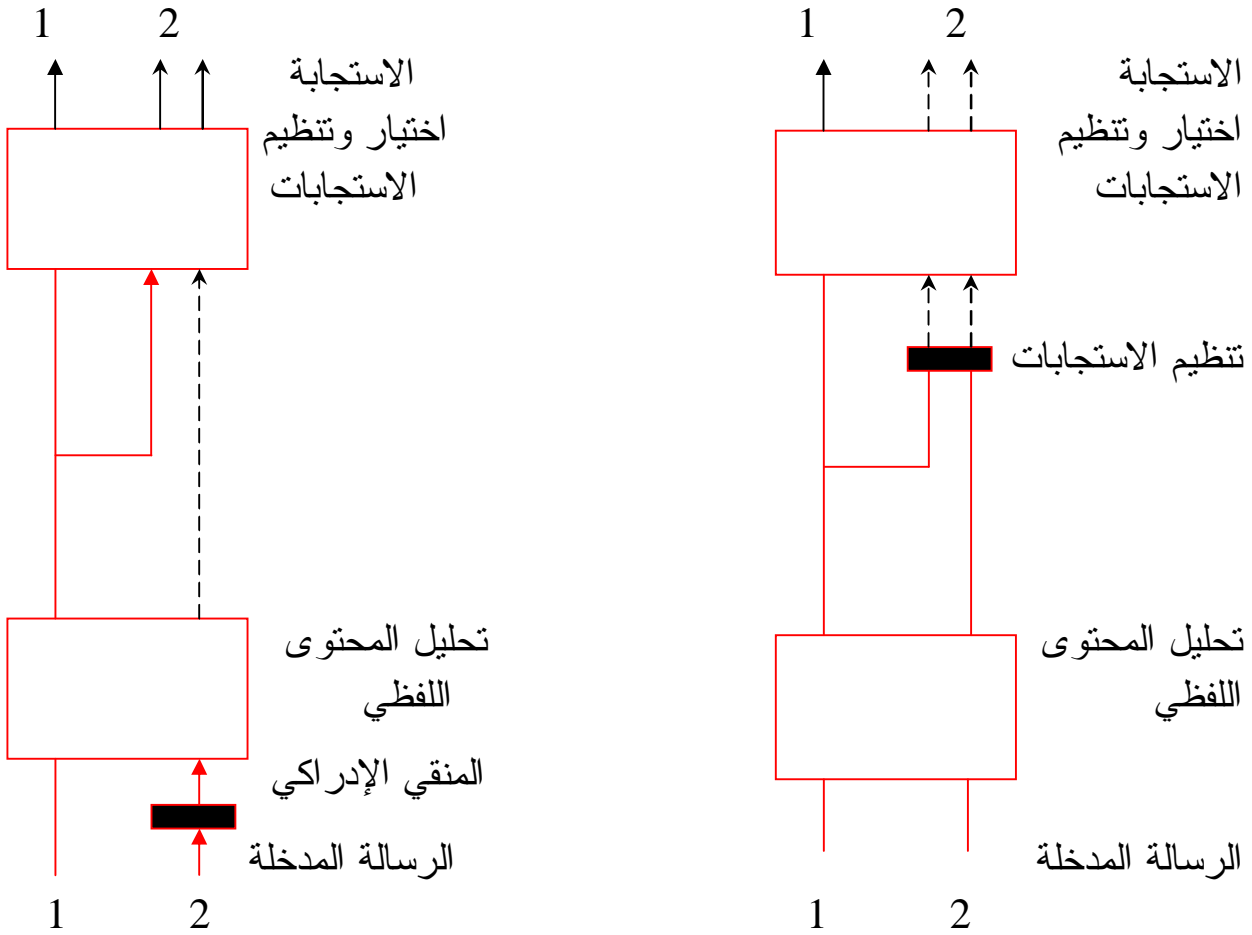 1 2
الاستجابة
اختيار وتنظيم
الاستجابات
تحليل المحتوى
اللفظي
المنقي الإدراكي
الرسالة المدخلة
1 2
1 2
الاستجابة
اختيار وتنظيم
الاستجابات
تنظيم الاستجابات
تحليل المحتوى
اللفظي
الرسالة المدخلة
1 2